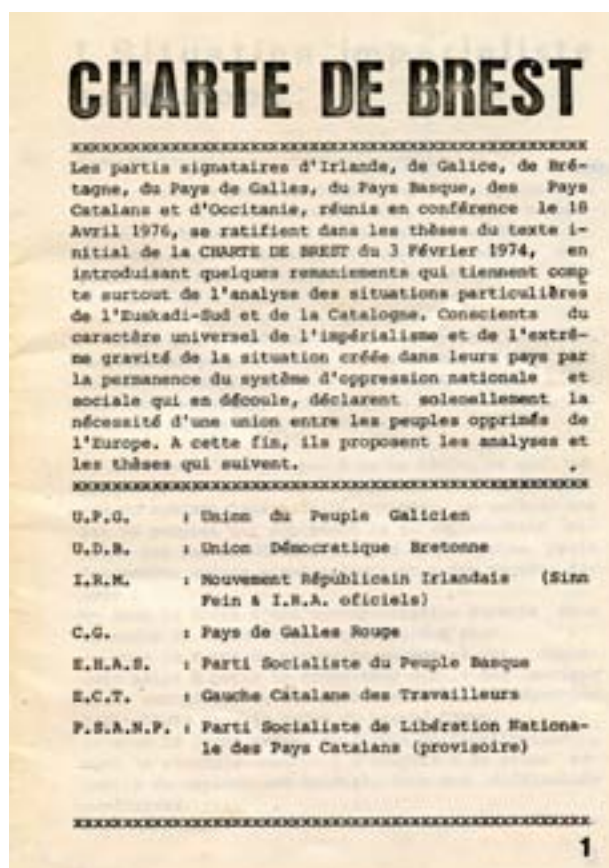 CHARTE DE BREST
xxxxxxxxxxxxxxxxxxxxxxxxxxxxxxxxxxxxxxxxxxxxxxxxxx
Les partis signataires d'Irlande, de Galice, de Bré-
tagne, du Pays de Galles, du Pays Basque, des Pays
Catalans et d'Occitanie, réunis en conférence le 18
Avril 1976, se ratifient dans les thèses du texte i-
nitial de la CHARTE DE BREST du 3 Février 1974, en
introduisant quelques remaniements qui tiennent comp
te surtout de l'analyse des situations particulières
de l'Euskadi-Sud et de la Catalogne. Conscients du
caractère universel de l'impérialisme et de l'extrê-
me gravité de la situation créée dans leurs pays par
la permanence du système d'oppression nationale et
sociale qui en découle, déclarent solenellement la
nécessité d'une union entre les peuples opprimés de
l'Europe. A cette fin, ils proposent les analyses et
les thèses qui suivent.
xxxxxxxxxxxxxxxxxxxxxxxxxxxxxxxxxxxxxxxxxxxxxxxxxx
U.P.G. : Union du Peuple Galicien
U.D.B. : Union Démocratique Bretonne
I.R.M. : Mouvement Républicain Irlandais (Sinn
Fein & I.R.A. oficiels)
C.G. : Pays de Galles Rouge
E.H.A.S. : Parti Socialiste du Peuple Basque
E.C.T. : Gauche Catalane des Travailleurs
P.S.A.N.P. : Parti Socialiste de Libération Nationa-
le des Pays Catalans (provisoire)
xxxxxxxxxxxxxxxxxxxxxxxxxxxxxxxxxxxxxxxxxxxxxxxxxx
1